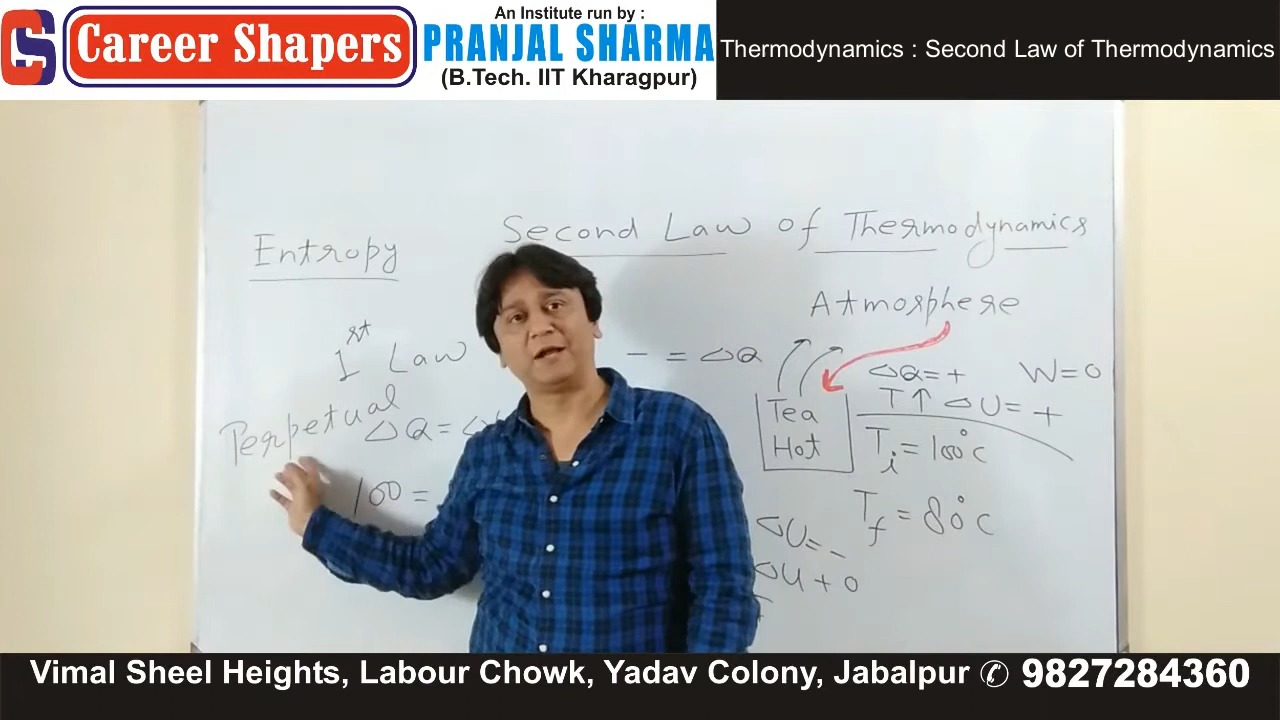 CS
Career Shapers
An Institute run by :
PRANJAL SHARMA
(B.Tech. IIT Kharagpur)
Thermodynamics : Second Law of Thermodynamics
Second Law of Thermodynamics
Entropy
Atmosphere
1st Law
- = ΔQ
ΔQ = + W = 0
T ↑ ΔU = +
Perpetual
ΔQ = Δ
Tea
Hot
Ti = 100°C
100 =
Tf = 80°C
ΔU = -
ΔU + 0
Vimal Sheel Heights, Labour Chowk, Yadav Colony, Jabalpur ✆ 9827284360